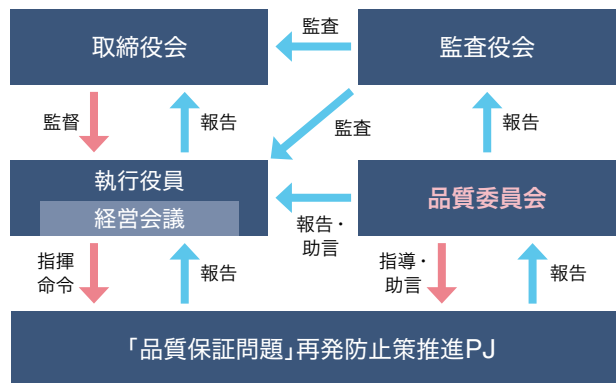 取締役会
監査
監査役会
監督
報告
監査
報告
執行役員
経営会議
報告・
助言
品質委員会
指揮
命令
報告
指導・
助言
報告
「品質保証問題」再発防止策推進PJ